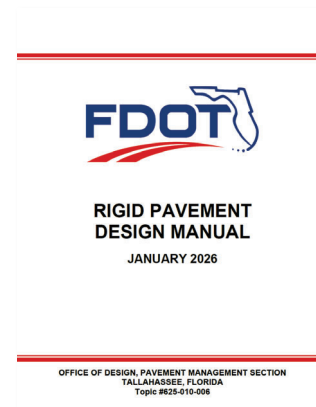 FDOT
RIGID PAVEMENT
DESIGN MANUAL
JANUARY 2026
OFFICE OF DESIGN, PAVEMENT MANAGEMENT SECTION
TALLAHASSEE, FLORIDA
Topic #625-010-006